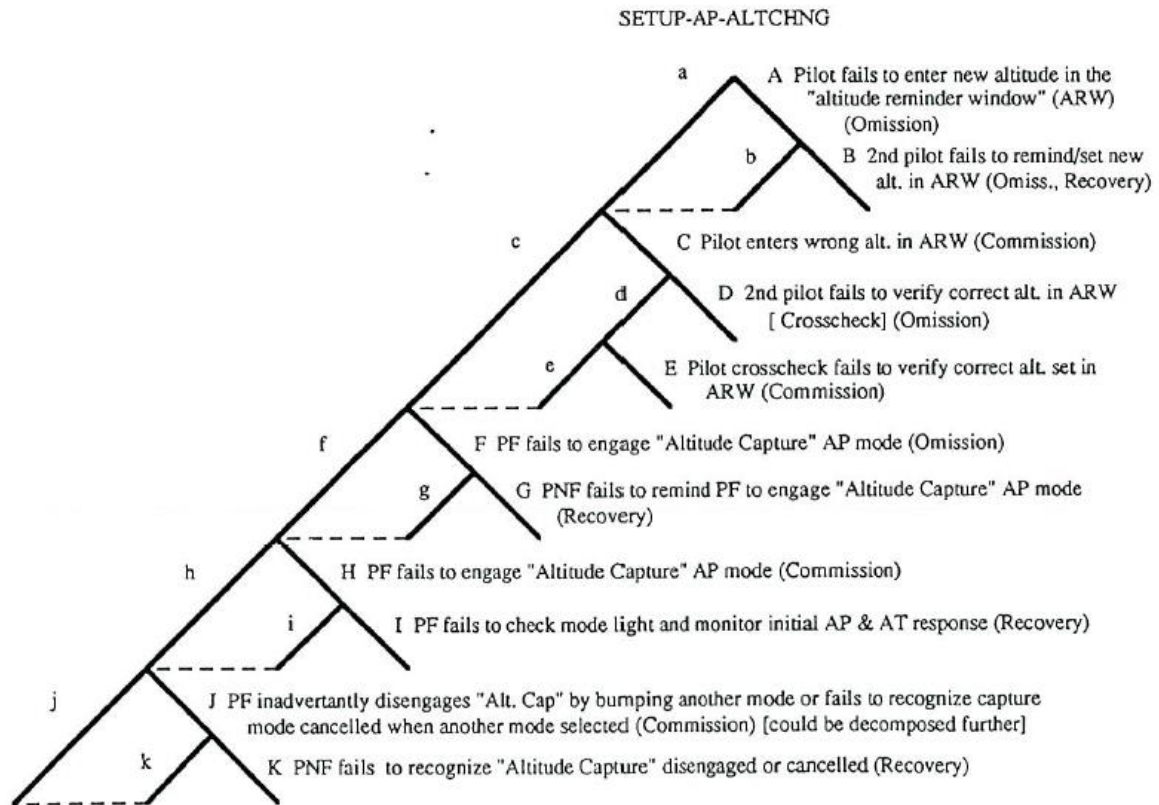 SETUP-AP-ALTCHNG
a
A Pilot fails to enter new altitude in the
"altitude reminder window" (ARW)
(Omission)
b
B 2nd pilot fails to remind/set new
alt. in ARW (Omiss., Recovery)
c
C Pilot enters wrong alt. in ARW (Commission)
d
D 2nd pilot fails to verify correct alt. in ARW
[ Crosscheck] (Omission)
e
E Pilot crosscheck fails to verify correct alt. set in
ARW (Commission)
f
F PF fails to engage "Altitude Capture" AP mode (Omission)
g
G PNF fails to remind PF to engage "Altitude Capture" AP mode
(Recovery)
h
H PF fails to engage "Altitude Capture" AP mode (Commission)
i
I PF fails to check mode light and monitor initial AP & AT response (Recovery)
j
J PF inadvertantly disengages "Alt. Cap" by bumping another mode or fails to recognize capture
mode cancelled when another mode selected (Commission) [could be decomposed further]
k
K PNF fails to recognize "Altitude Capture" disengaged or cancelled (Recovery)